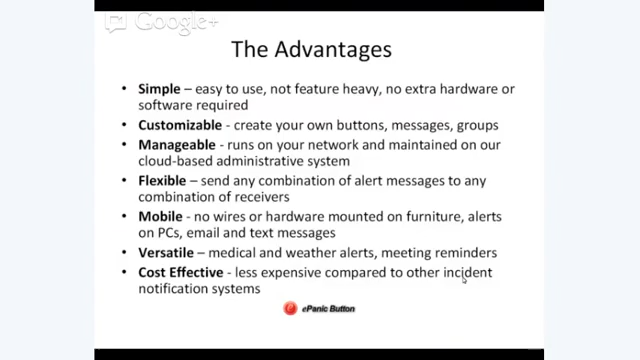 Google+
The Advantages
• Simple – easy to use, not feature heavy, no extra hardware or
software required
• Customizable - create your own buttons, messages, groups
• Manageable - runs on your network and maintained on our
cloud-based administrative system
• Flexible – send any combination of alert messages to any
combination of receivers
• Mobile - no wires or hardware mounted on furniture, alerts
on PCs, email and text messages
• Versatile – medical and weather alerts, meeting reminders
• Cost Effective - less expensive compared to other incident
notification systems
ePanic Button